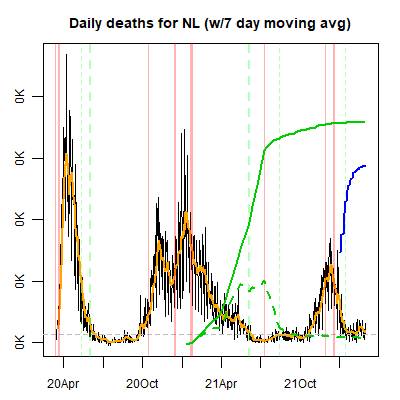 Daily deaths for NL (w/7 day moving avg)
0K
0K
0K
0K
0K
20Apr
20Oct
21Apr
21Oct